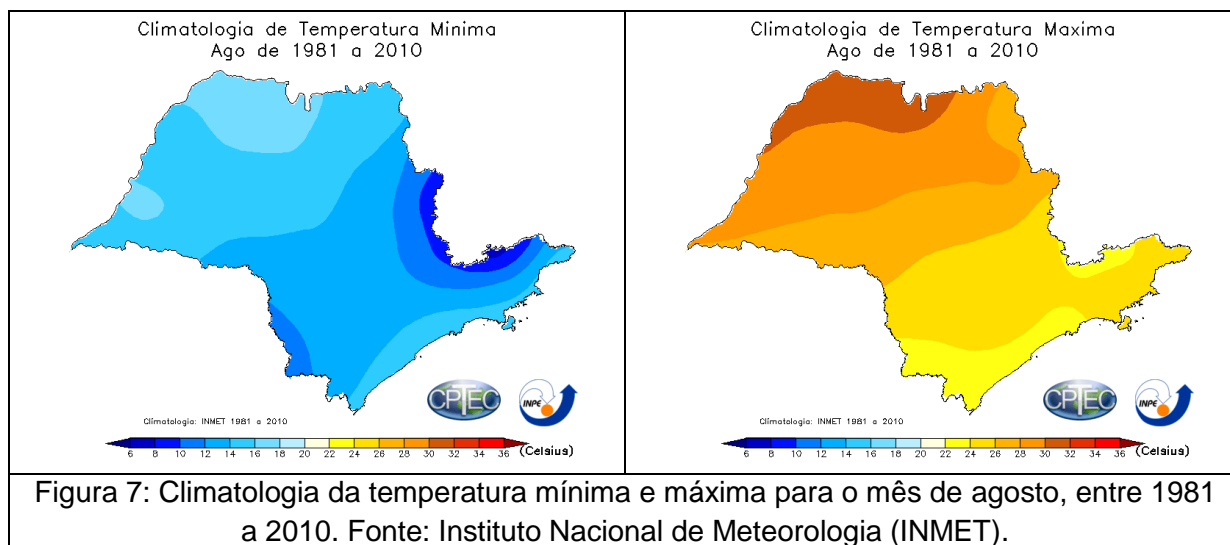 Climatologia de Temperatura Minima
Ago de 1981 a 2010
CPTEC
INPE
Climatologia: INMET 1981 a 2010
6 8 10 12 14 16 18 20 22 24 26 28 30 32 34 36 (Celsius)
Climatologia de Temperatura Maxima
Ago de 1981 a 2010
CPTEC
INPE
Climatologia: INMET 1981 a 2010
6 8 10 12 14 16 18 20 22 24 26 28 30 32 34 36 (Celsius)
Figura 7: Climatologia da temperatura mínima e máxima para o mês de agosto, entre 1981
a 2010. Fonte: Instituto Nacional de Meteorologia (INMET).